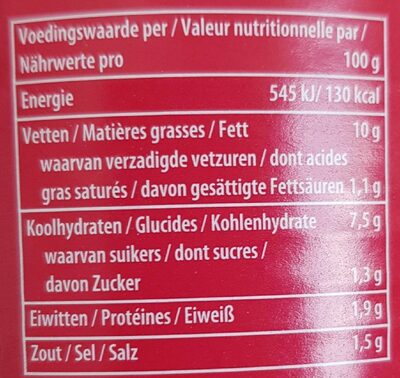 Voedingswaarde per / Valeur nutritionnelle par /
Nährwerte pro 100 g
Energie 545 kJ/ 130 kcal
Vetten / Matières grasses / Fett 10 g
waarvan verzadigde vetzuren / dont acides
gras saturés / davon gesättigte Fettsäuren 1,1 g
Koolhydraten / Glucides / Kohlenhydrate 7,5 g
waarvan suikers / dont sucres /
davon Zucker 1,3 g
Eiwitten / Protéines / Eiweiß 1,9 g
Zout / Sel / Salz 1,5 g